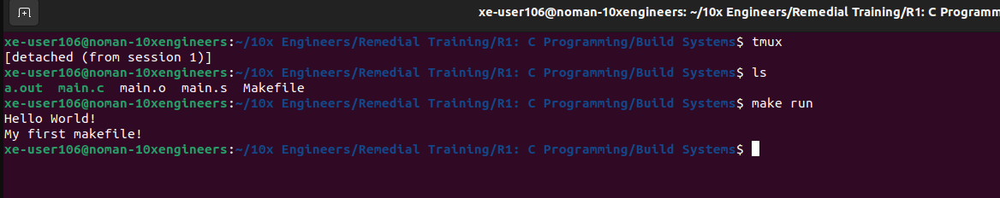 xe-user106@noman-10xengineers: ~/10x Engineers/Remedial Training/R1: C Programm
xe-user106@noman-10xengineers:~/10x Engineers/Remedial Training/R1: C Programming/Build Systems$ tmux
[detached (from session 1)]
xe-user106@noman-10xengineers:~/10x Engineers/Remedial Training/R1: C Programming/Build Systems$ ls
a.out  main.c  main.o  main.s  Makefile
xe-user106@noman-10xengineers:~/10x Engineers/Remedial Training/R1: C Programming/Build Systems$ make run
Hello World!
My first makefile!
xe-user106@noman-10xengineers:~/10x Engineers/Remedial Training/R1: C Programming/Build Systems$